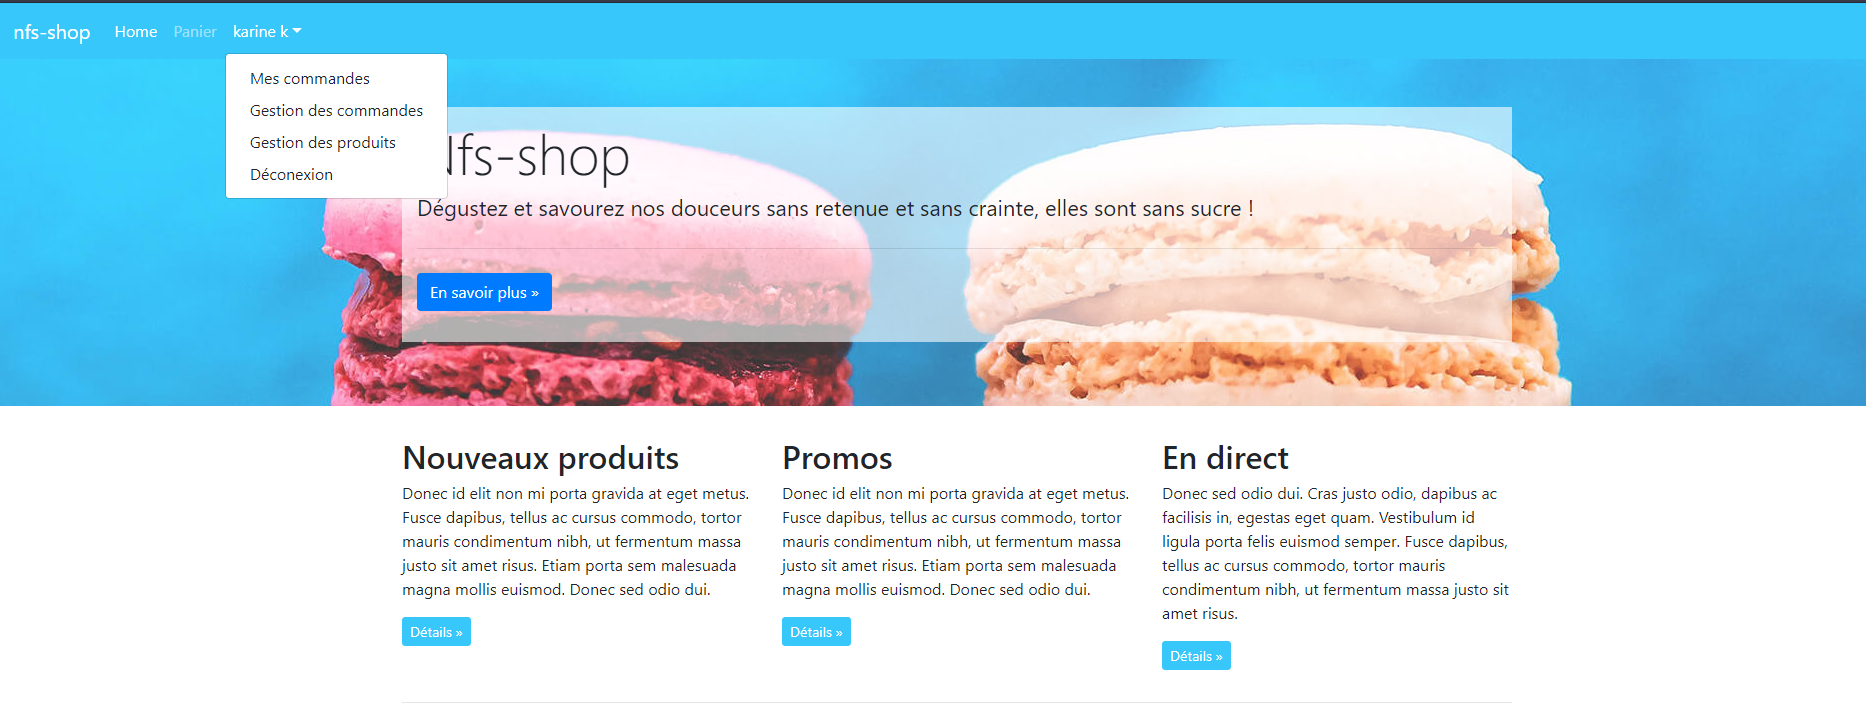 nfs-shop Home Panier karine k
Mes commandes
Gestion des commandes
Gestion des produits
Déconexion
Nfs-shop
Dégustez et savourez nos douceurs sans retenue et sans crainte, elles sont sans sucre !
En savoir plus »
Nouveaux produits
Donec id elit non mi porta gravida at eget metus.
Fusce dapibus, tellus ac cursus commodo, tortor
mauris condimentum nibh, ut fermentum massa
justo sit amet risus. Etiam porta sem malesuada
magna mollis euismod. Donec sed odio dui.
Détails »
Promos
Donec id elit non mi porta gravida at eget metus.
Fusce dapibus, tellus ac cursus commodo, tortor
mauris condimentum nibh, ut fermentum massa
justo sit amet risus. Etiam porta sem malesuada
magna mollis euismod. Donec sed odio dui.
Détails »
En direct
Donec sed odio dui. Cras justo odio, dapibus ac
facilisis in, egestas eget quam. Vestibulum id
ligula porta felis euismod semper. Fusce dapibus,
tellus ac cursus commodo, tortor mauris
condimentum nibh, ut fermentum massa justo sit
amet risus.
Détails »